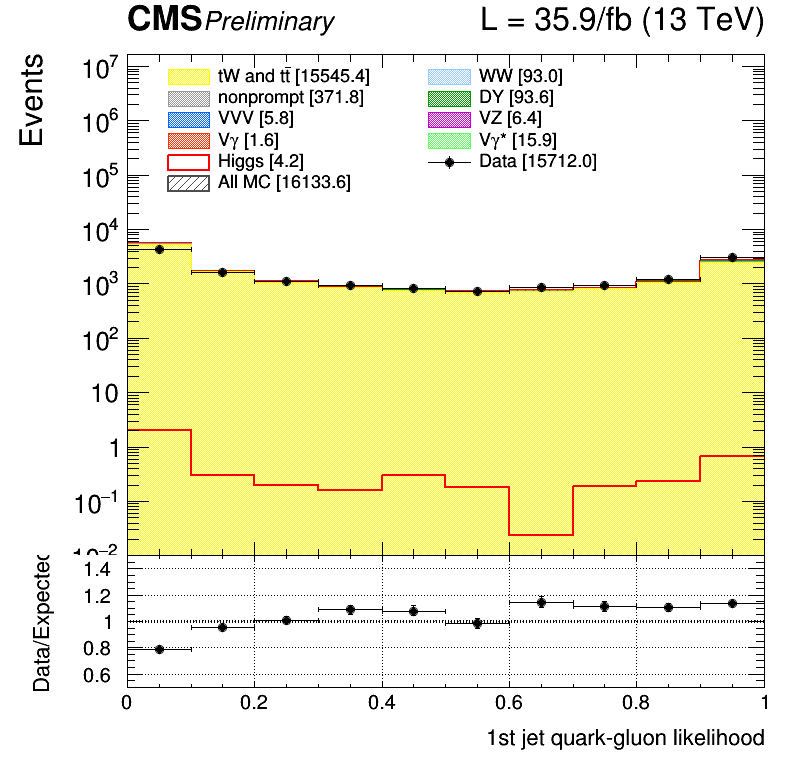 CMS Preliminary L = 35.9/fb (13 TeV)
Events
tW and tt̄ [15545.4] WW [93.0]
nonprompt [371.8] DY [93.6]
VVV [5.8] VZ [6.4]
Vγ [1.6] Vγ* [15.9]
Higgs [4.2] Data [15712.0]
All MC [16133.6]
10⁷
10⁶
10⁵
10⁴
10³
10²
10
1
10⁻¹
10⁻²
Data/Expected
1.4
1.2
1
0.8
0.6
0 0.2 0.4 0.6 0.8 1
1st jet quark-gluon likelihood